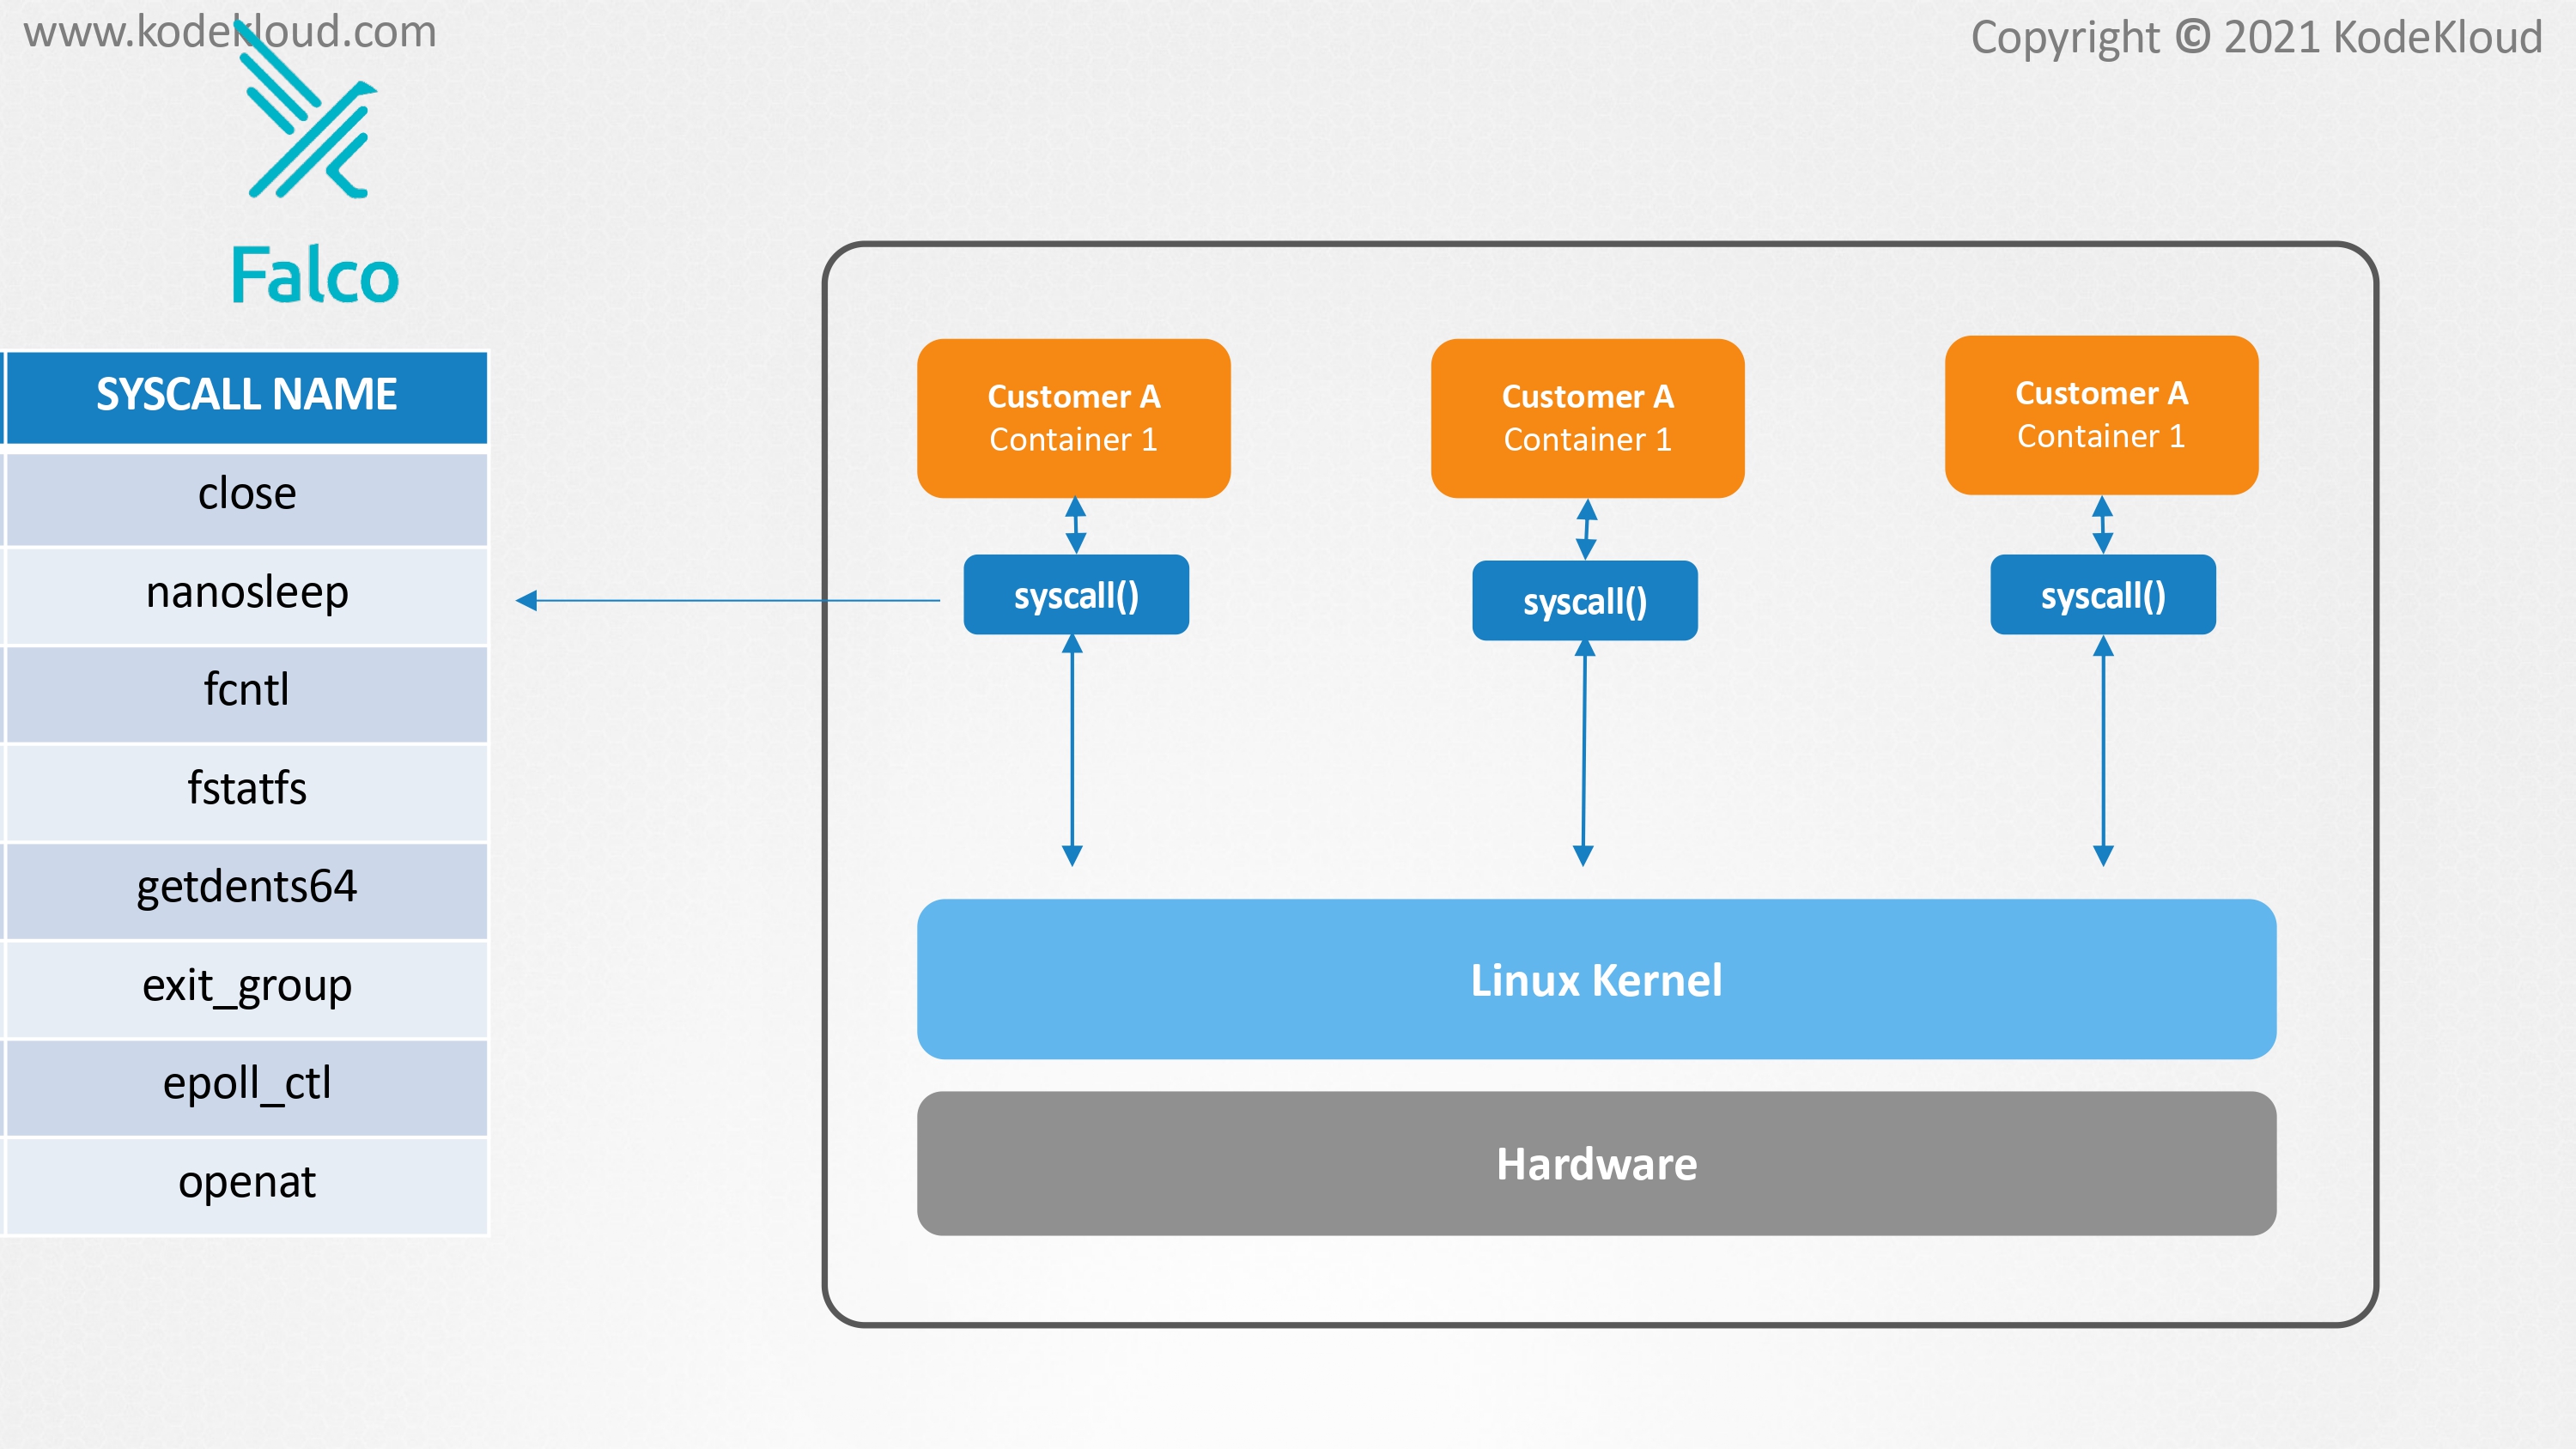 www.kodekloud.com
Copyright © 2021 KodeKloud
Falco
SYSCALL NAME
close
nanosleep
fcntl
fstatfs
getdents64
exit_group
epoll_ctl
openat
Customer A
Container 1
Customer A
Container 1
Customer A
Container 1
syscall()
syscall()
syscall()
Linux Kernel
Hardware